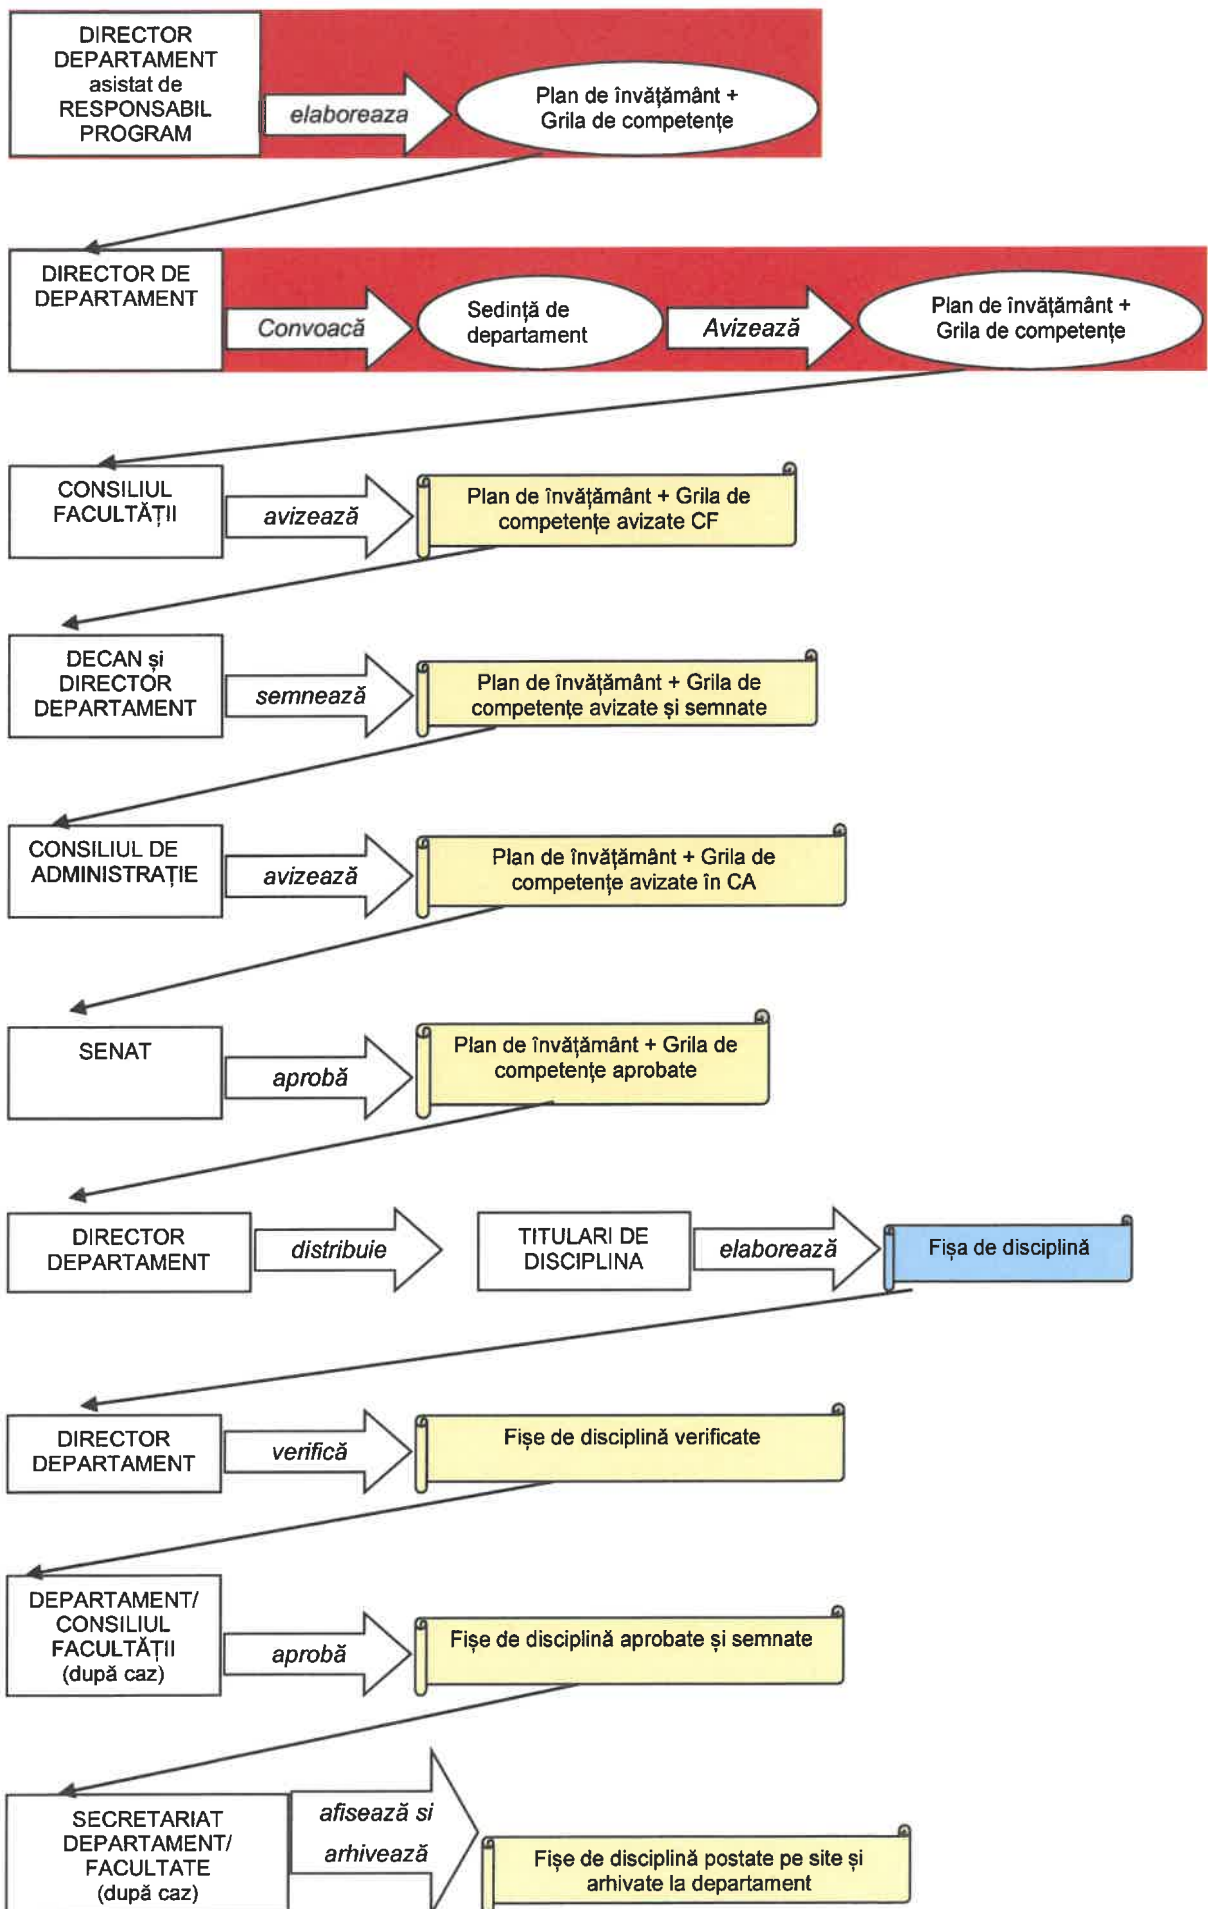 DIRECTOR
DEPARTAMENT
asistat de
RESPONSABIL
PROGRAM
elaboreaza
Plan de învățământ +
Grila de competențe
DIRECTOR DE
DEPARTAMENT
Convoacă
Sedință de
departament
Avizează
Plan de învățământ +
Grila de competențe
CONSILIUL
FACULTĂȚII
avizează
Plan de învățământ + Grila de
competențe avizate CF
DECAN și
DIRECTOR
DEPARTAMENT
semnează
Plan de învățământ + Grila de
competențe avizate și semnate
CONSILIUL DE
ADMINISTRAȚIE
avizează
Plan de învățământ + Grila de
competențe avizate în CA
SENAT
aprobă
Plan de învățământ + Grila de
competențe aprobate
DIRECTOR
DEPARTAMENT
distribuie
TITULARI DE
DISCIPLINA
elaborează
Fișa de disciplină
DIRECTOR
DEPARTAMENT
verifică
Fișe de disciplină verificate
DEPARTAMENT/
CONSILIUL
FACULTĂȚII
(după caz)
aprobă
Fișe de disciplină aprobate și semnate
SECRETARIAT
DEPARTAMENT/
FACULTATE
(după caz)
afisează si
arhivează
Fișe de disciplină postate pe site și
arhivate la departament